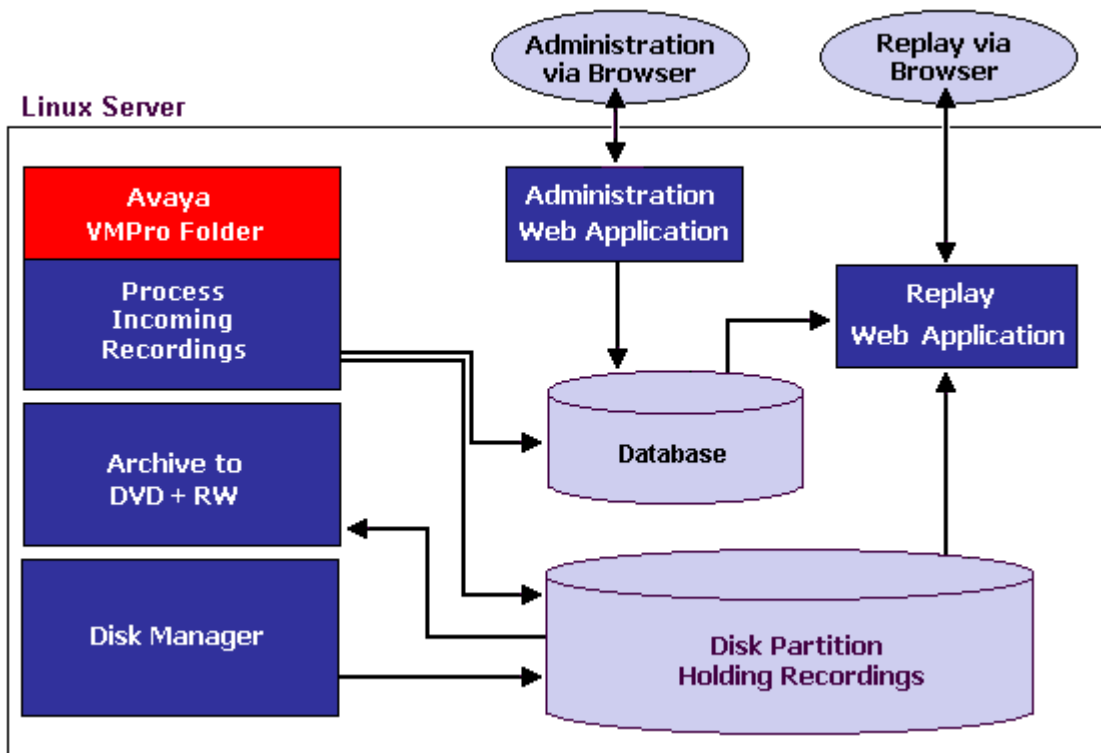 Administration
via Browser
Replay via
Browser
Linux Server
Avaya
VMPro Folder
Process
Incoming
Recordings
Administration
Web Application
Replay
Web Application
Database
Archive to
DVD + RW
Disk Manager
Disk Partition
Holding Recordings